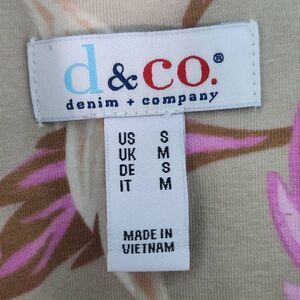 d&co.®
denim + company
US S
UK M
DE S
IT M
MADE IN
VIETNAM